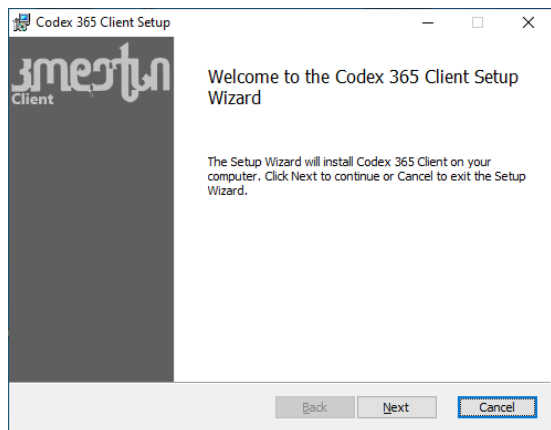 Codex 365 Client Setup
Client
Welcome to the Codex 365 Client Setup
Wizard
The Setup Wizard will install Codex 365 Client on your
computer. Click Next to continue or Cancel to exit the Setup
Wizard.
Back
Next
Cancel